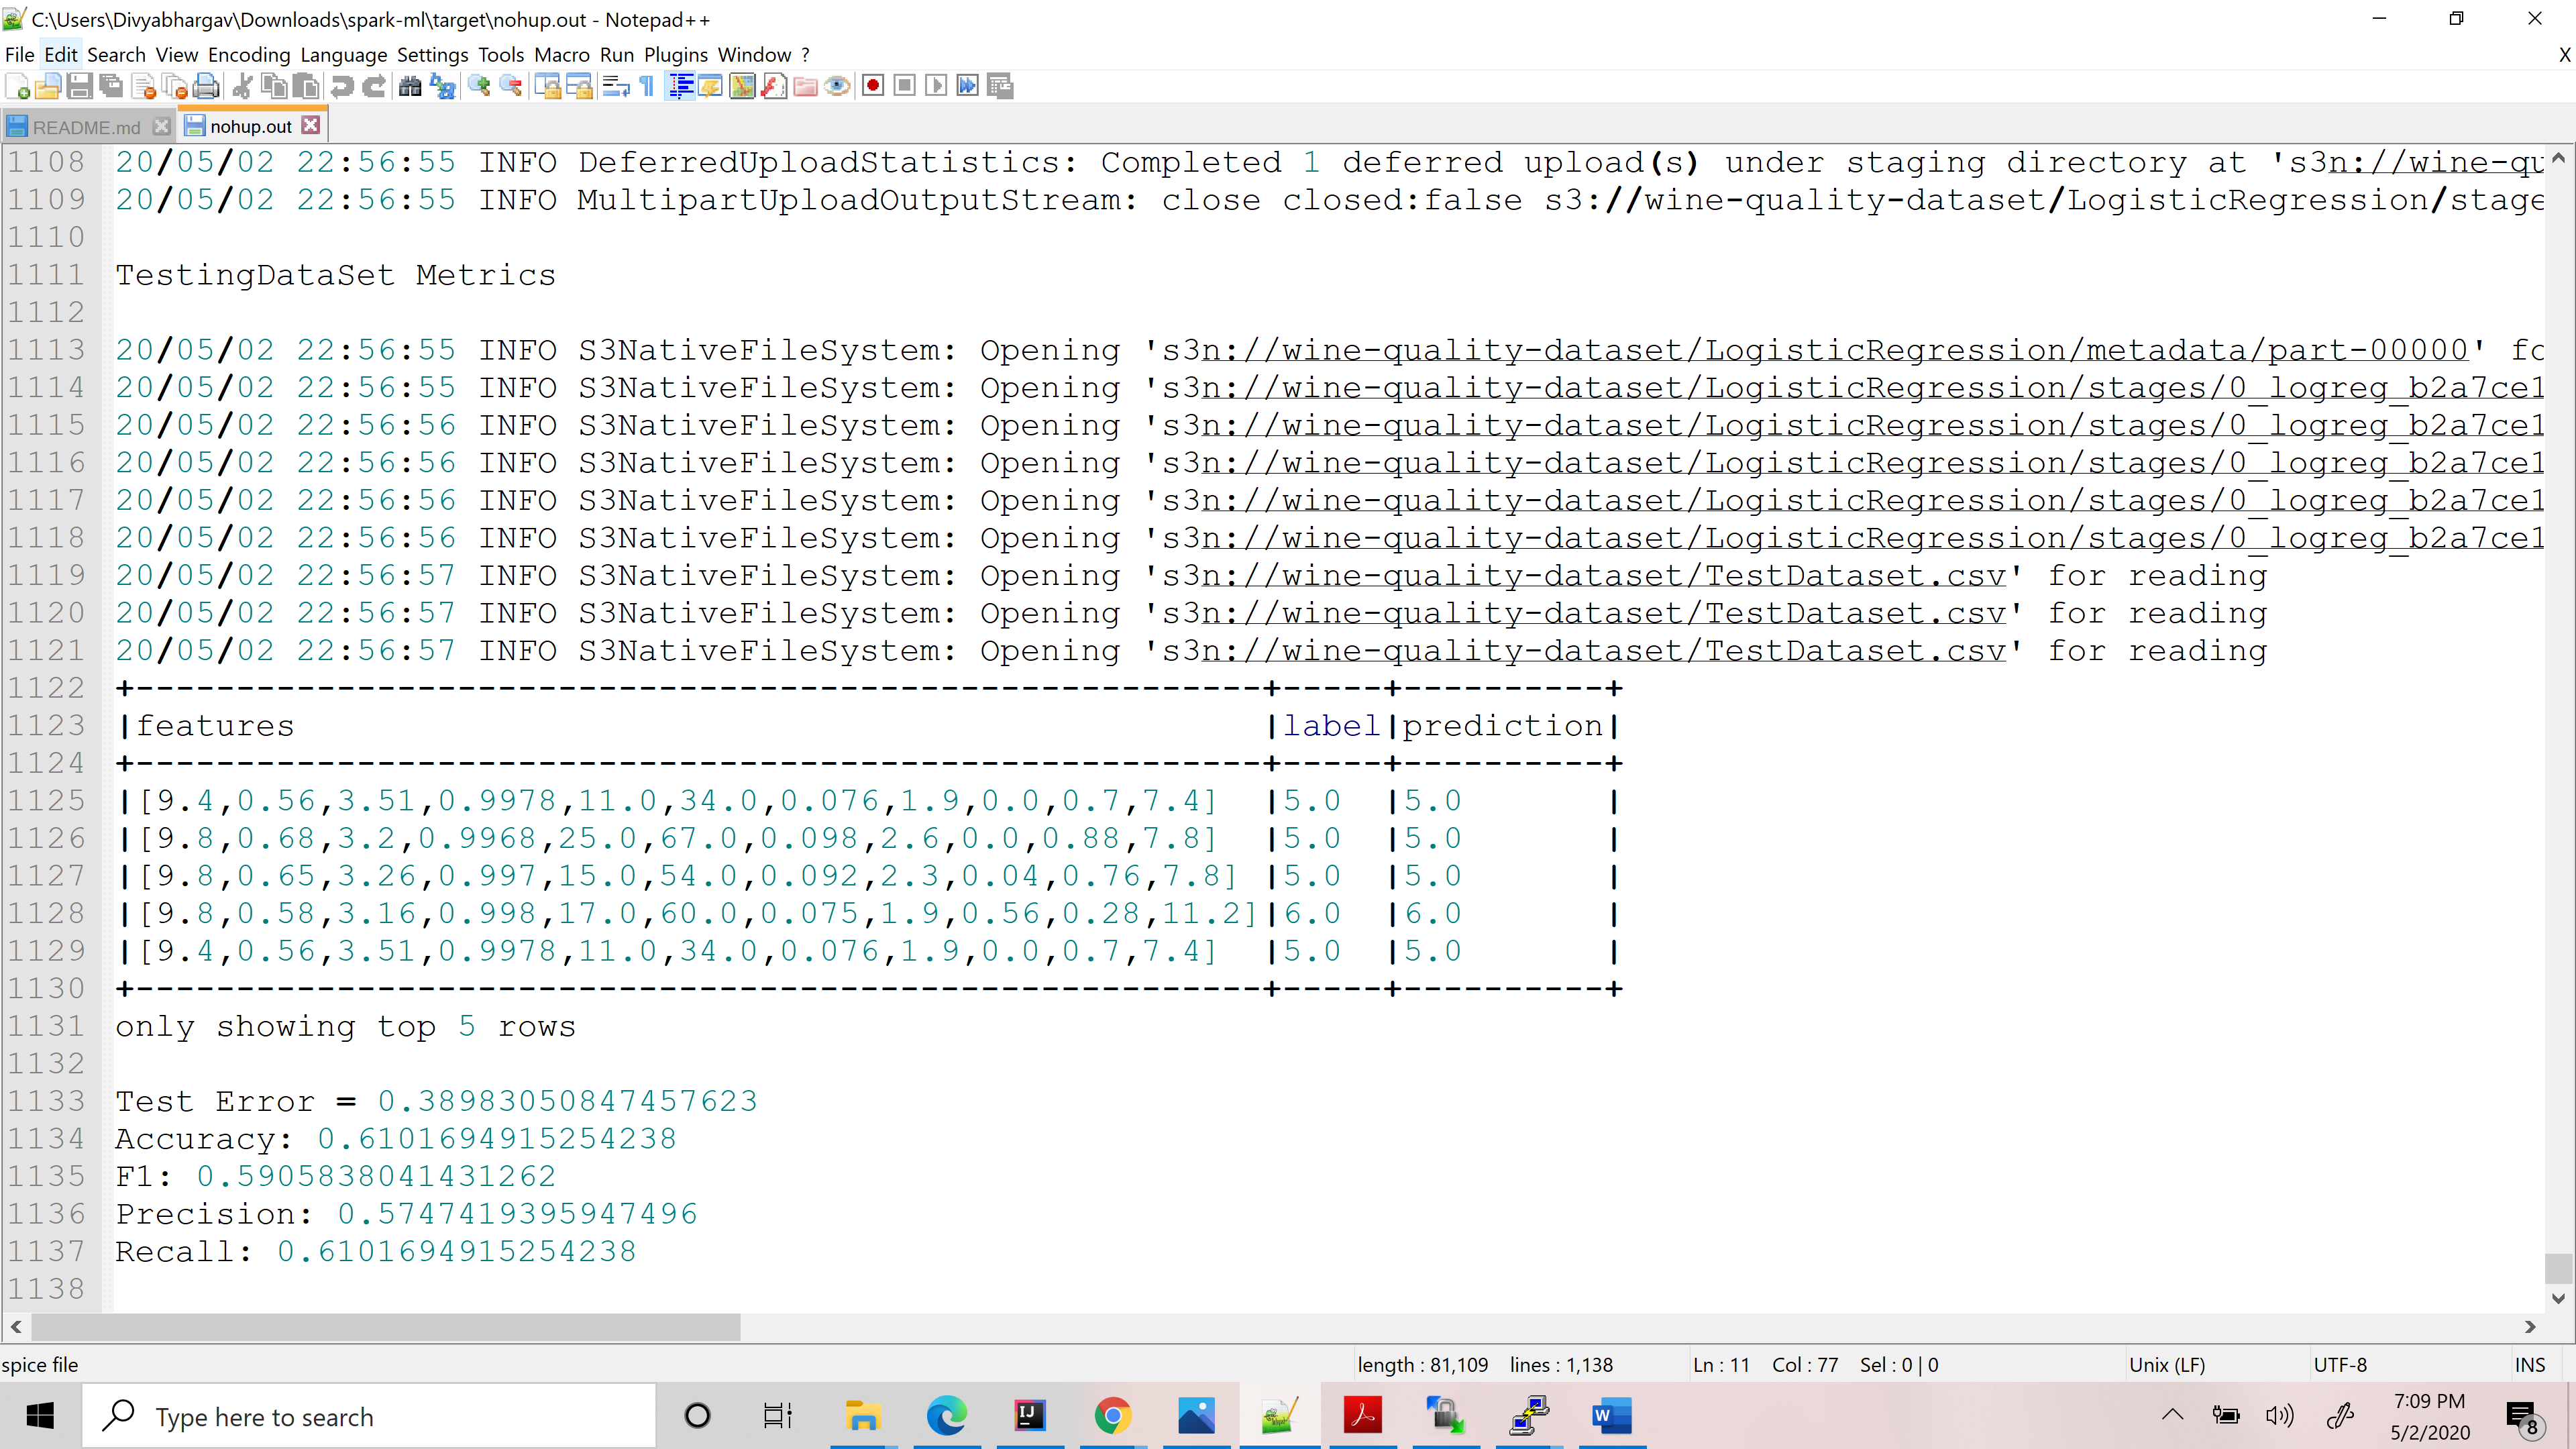 C:\Users\Divyabhargav\Downloads\spark-ml\target\nohup.out - Notepad++
File Edit Search View Encoding Language Settings Tools Macro Run Plugins Window ? X
README.md nohup.out
1108 20/05/02 22:56:55 INFO DeferredUploadStatistics: Completed 1 deferred upload(s) under staging directory at 's3n://wine-qu
1109 20/05/02 22:56:55 INFO MultipartUploadOutputStream: close closed:false s3://wine-quality-dataset/LogisticRegression/stage
1110
1111 TestingDataSet Metrics
1112
1113 20/05/02 22:56:55 INFO S3NativeFileSystem: Opening 's3n://wine-quality-dataset/LogisticRegression/metadata/part-00000' fo
1114 20/05/02 22:56:55 INFO S3NativeFileSystem: Opening 's3n://wine-quality-dataset/LogisticRegression/stages/0_logreg_b2a7ce1
1115 20/05/02 22:56:56 INFO S3NativeFileSystem: Opening 's3n://wine-quality-dataset/LogisticRegression/stages/0_logreg_b2a7ce1
1116 20/05/02 22:56:56 INFO S3NativeFileSystem: Opening 's3n://wine-quality-dataset/LogisticRegression/stages/0_logreg_b2a7ce1
1117 20/05/02 22:56:56 INFO S3NativeFileSystem: Opening 's3n://wine-quality-dataset/LogisticRegression/stages/0_logreg_b2a7ce1
1118 20/05/02 22:56:56 INFO S3NativeFileSystem: Opening 's3n://wine-quality-dataset/LogisticRegression/stages/0_logreg_b2a7ce1
1119 20/05/02 22:56:57 INFO S3NativeFileSystem: Opening 's3n://wine-quality-dataset/TestDataset.csv' for reading
1120 20/05/02 22:56:57 INFO S3NativeFileSystem: Opening 's3n://wine-quality-dataset/TestDataset.csv' for reading
1121 20/05/02 22:56:57 INFO S3NativeFileSystem: Opening 's3n://wine-quality-dataset/TestDataset.csv' for reading
1122 +--------------------------------------------------------+-----+----------+
1123 |features                                                |label|prediction|
1124 +--------------------------------------------------------+-----+----------+
1125 |[9.4,0.56,3.51,0.9978,11.0,34.0,0.076,1.9,0.0,0.7,7.4]  |5.0  |5.0       |
1126 |[9.8,0.68,3.2,0.9968,25.0,67.0,0.098,2.6,0.0,0.88,7.8]  |5.0  |5.0       |
1127 |[9.8,0.65,3.26,0.997,15.0,54.0,0.092,2.3,0.04,0.76,7.8] |5.0  |5.0       |
1128 |[9.8,0.58,3.16,0.998,17.0,60.0,0.075,1.9,0.56,0.28,11.2]|6.0  |6.0       |
1129 |[9.4,0.56,3.51,0.9978,11.0,34.0,0.076,1.9,0.0,0.7,7.4]  |5.0  |5.0       |
1130 +--------------------------------------------------------+-----+----------+
1131 only showing top 5 rows
1132
1133 Test Error = 0.38983050847457623
1134 Accuracy: 0.6101694915254238
1135 F1: 0.5905838041431262
1136 Precision: 0.5747419395947496
1137 Recall: 0.6101694915254238
1138
spice file length : 81,109 lines : 1,138 Ln : 11 Col : 77 Sel : 0 | 0 Unix (LF) UTF-8 INS
Type here to search
7:09 PM
5/2/2020
8